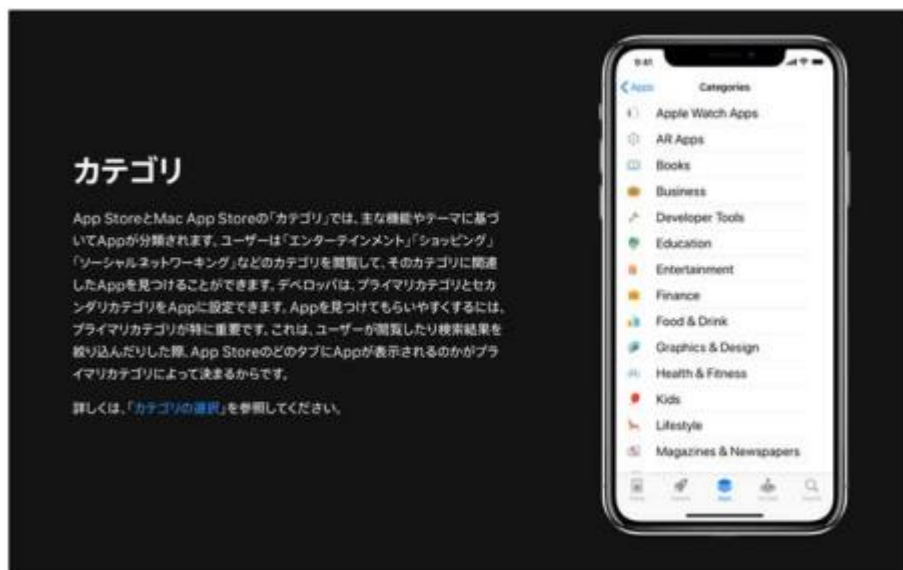 カテゴリ
App StoreとMac App Storeの「カテゴリ」では、主な機能やテーマに基づ
いてAppが分類されます。ユーザーは「エンターテインメント」「ショッピング」
「ソーシャルネットワーキング」などのカテゴリを閲覧して、そのカテゴリに関連
したAppを見つけることができます。デベロッパは、プライマリカテゴリとセカ
ンダリカテゴリをAppに設定できます。Appを見つけてもらいやすくするには、
プライマリカテゴリが特に重要です。これは、ユーザーが閲覧したり検索結果を
絞り込んだりした際、App StoreのどのタブにAppが表示されるのかがプラ
イマリカテゴリによって決まるからです。
詳しくは、「カテゴリの選択」を参照してください。
9:41
Apps
Categories
Apple Watch Apps
AR Apps
Books
Business
Developer Tools
Education
Entertainment
Finance
Food & Drink
Graphics & Design
Health & Fitness
Kids
Lifestyle
Magazines & Newspapers
Apps